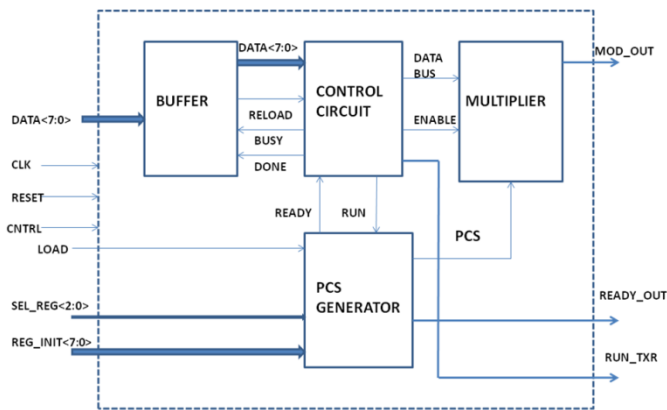 DATA<7:0>
MOD_OUT
DATA
BUS
BUFFER
CONTROL
CIRCUIT
MULTIPLIER
DATA<7:0>
RELOAD
ENABLE
BUSY
CLK
DONE
RESET
READY
RUN
CNTRL
PCS
LOAD
PCS
GENERATOR
SEL_REG<2:0>
READY_OUT
REG_INIT<7:0>
RUN_TXR